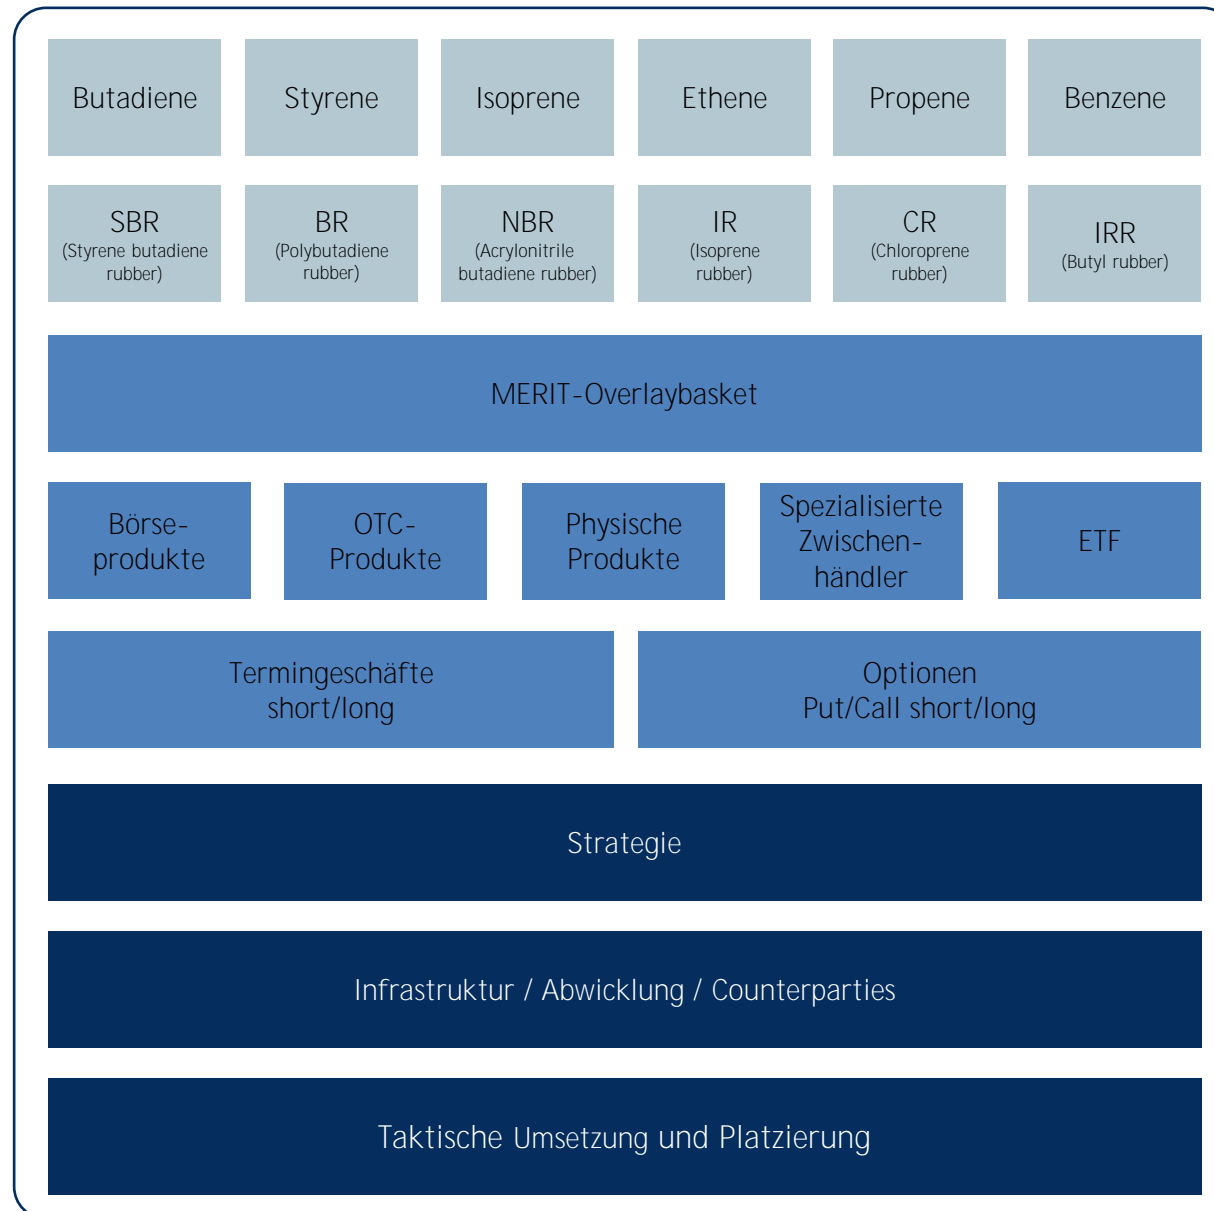 Butadiene
Styrene
Isoprene
Ethene
Propene
Benzene
SBR
(Styrene butadiene
rubber)
BR
(Polybutadiene
rubber)
NBR
(Acrylonitrile
butadiene rubber)
IR
(Isoprene
rubber)
CR
(Chloroprene
rubber)
IRR
(Butyl rubber)
MERIT-Overlaybasket
Börse-
produkte
OTC-
Produkte
Physische
Produkte
Spezialisierte
Zwischen-
händler
ETF
Termingeschäfte
short/long
Optionen
Put/Call short/long
Strategie
Infrastruktur / Abwicklung / Counterparties
Taktische Umsetzung und Platzierung